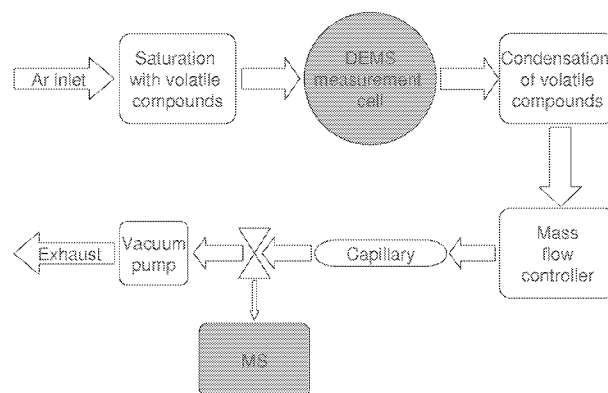 Ar inlet
Saturation
with volatile
compounds
DEMS
measurement
cell
Condensation
of volatile
compounds
Exhaust
Vacuum
pump
Capillary
Mass
flow
controller
MS